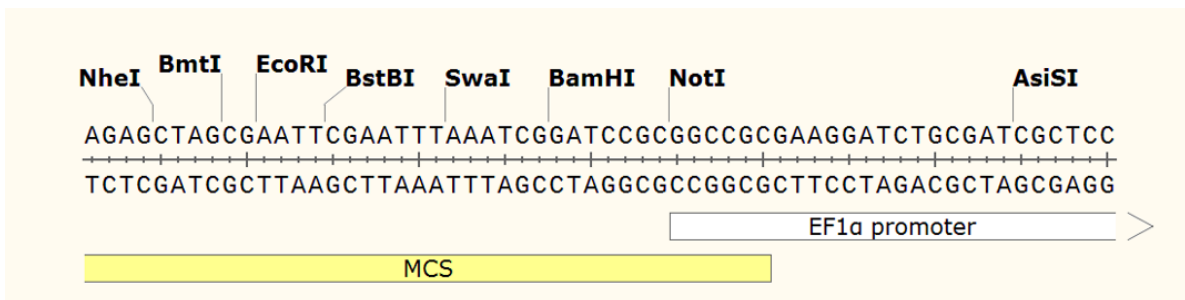 NheI BmtI EcoRI BstBI SwaI BamHI NotI AsiSI
AGAGCTAGCGAATTCGAATTTAAATCGGATCCGCGGCCGCGAAGGATCTGCGATCGCTCC
TCTCGATCGCTTAAGCTTAAATTTAGCCTAGGCGCCGGCGCTTCCTAGACGCTAGCGAGG
EF1α promoter
MCS